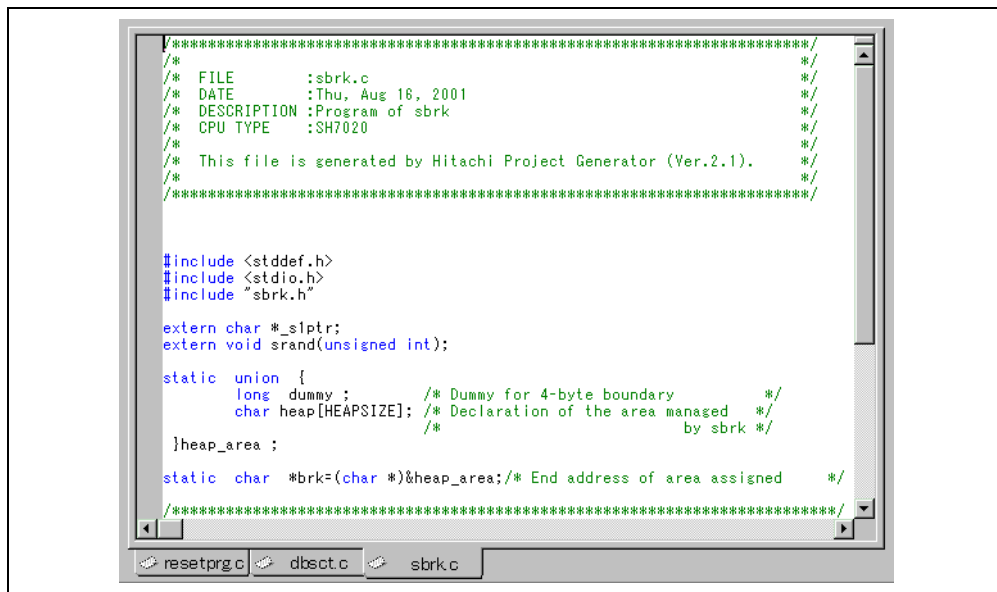 /************************************************************************/
/*                                                                      */
/*  FILE        :sbrk.c                                                 */
/*  DATE        :Thu, Aug 16, 2001                                      */
/*  DESCRIPTION :Program of sbrk                                        */
/*  CPU TYPE    :SH7020                                                 */
/*                                                                      */
/*  This file is generated by Hitachi Project Generator (Ver.2.1).      */
/*                                                                      */
/************************************************************************/
#include <stddef.h>
#include <stdio.h>
#include "sbrk.h"
extern char *_s1ptr;
extern void srand(unsigned int);
static  union  {
        long  dummy ;        /* Dummy for 4-byte boundary          */
        char heap[HEAPSIZE]; /* Declaration of the area managed   */
                             /*                           by sbrk */
 }heap_area ;
static  char  *brk=(char *)&heap_area;/* End address of area assigned     */
/***************************************************************************/
resetprg.c dbsct.c sbrk.c